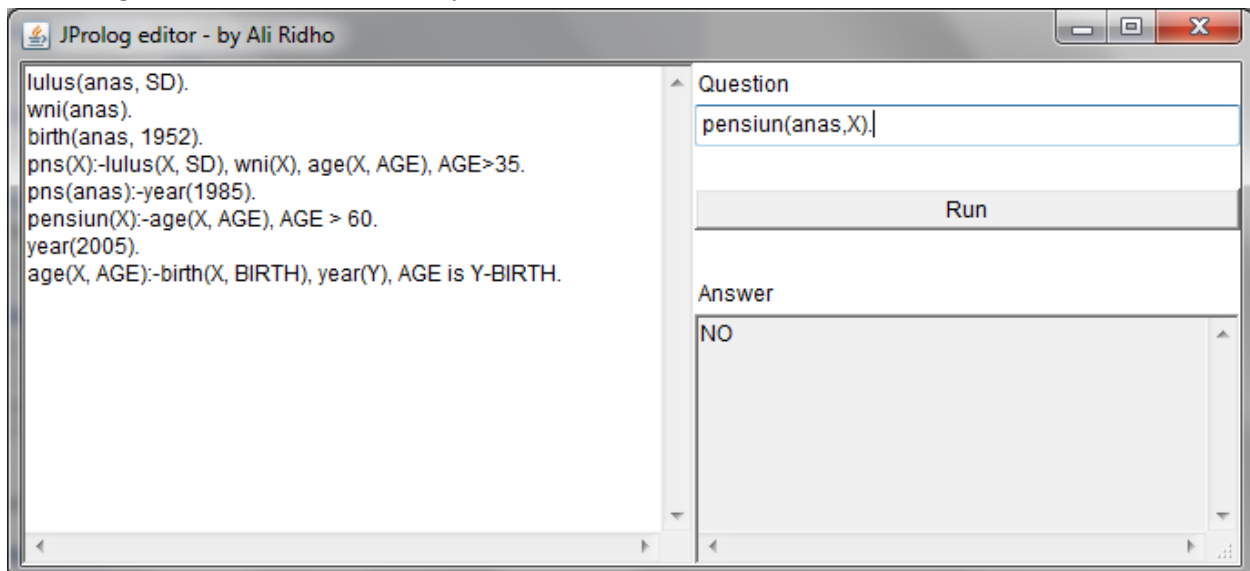 JProlog editor - by Ali Ridho
lulus(anas, SD).
wni(anas).
birth(anas, 1952).
pns(X):-lulus(X, SD), wni(X), age(X, AGE), AGE>35.
pns(anas):-year(1985).
pensiun(X):-age(X, AGE), AGE > 60.
year(2005).
age(X, AGE):-birth(X, BIRTH), year(Y), AGE is Y-BIRTH.
Question
pensiun(anas,X).
Run
Answer
NO